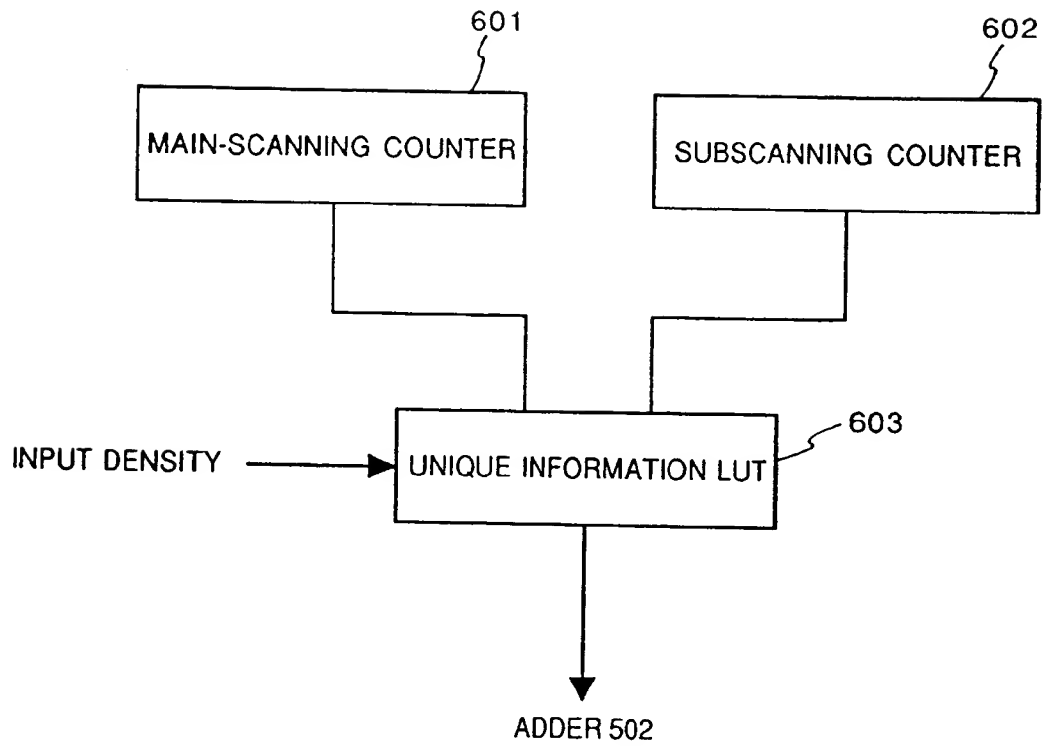 601
602
MAIN-SCANNING COUNTER
SUBSCANNING COUNTER
603
INPUT DENSITY
UNIQUE INFORMATION LUT
ADDER 502